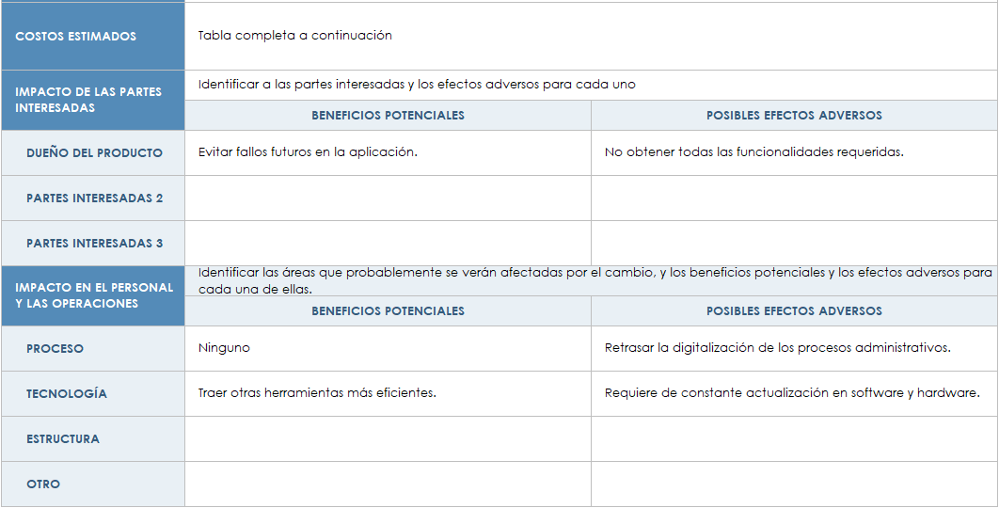 COSTOS ESTIMADOS
Tabla completa a continuación
IMPACTO DE LAS PARTES
INTERESADAS
Identificar a las partes interesadas y los efectos adversos para cada uno
BENEFICIOS POTENCIALES
POSIBLES EFECTOS ADVERSOS
DUEÑO DEL PRODUCTO
Evitar fallos futuros en la aplicación.
No obtener todas las funcionalidades requeridas.
PARTES INTERESADAS 2
PARTES INTERESADAS 3
IMPACTO EN EL PERSONAL
Y LAS OPERACIONES
Identificar las áreas que probablemente se verán afectadas por el cambio, y los beneficios potenciales y los efectos adversos para
cada una de ellas.
BENEFICIOS POTENCIALES
POSIBLES EFECTOS ADVERSOS
PROCESO
Ninguno
Retrasar la digitalización de los procesos administrativos.
TECNOLOGÍA
Traer otras herramientas más eficientes.
Requiere de constante actualización en software y hardware.
ESTRUCTURA
OTRO